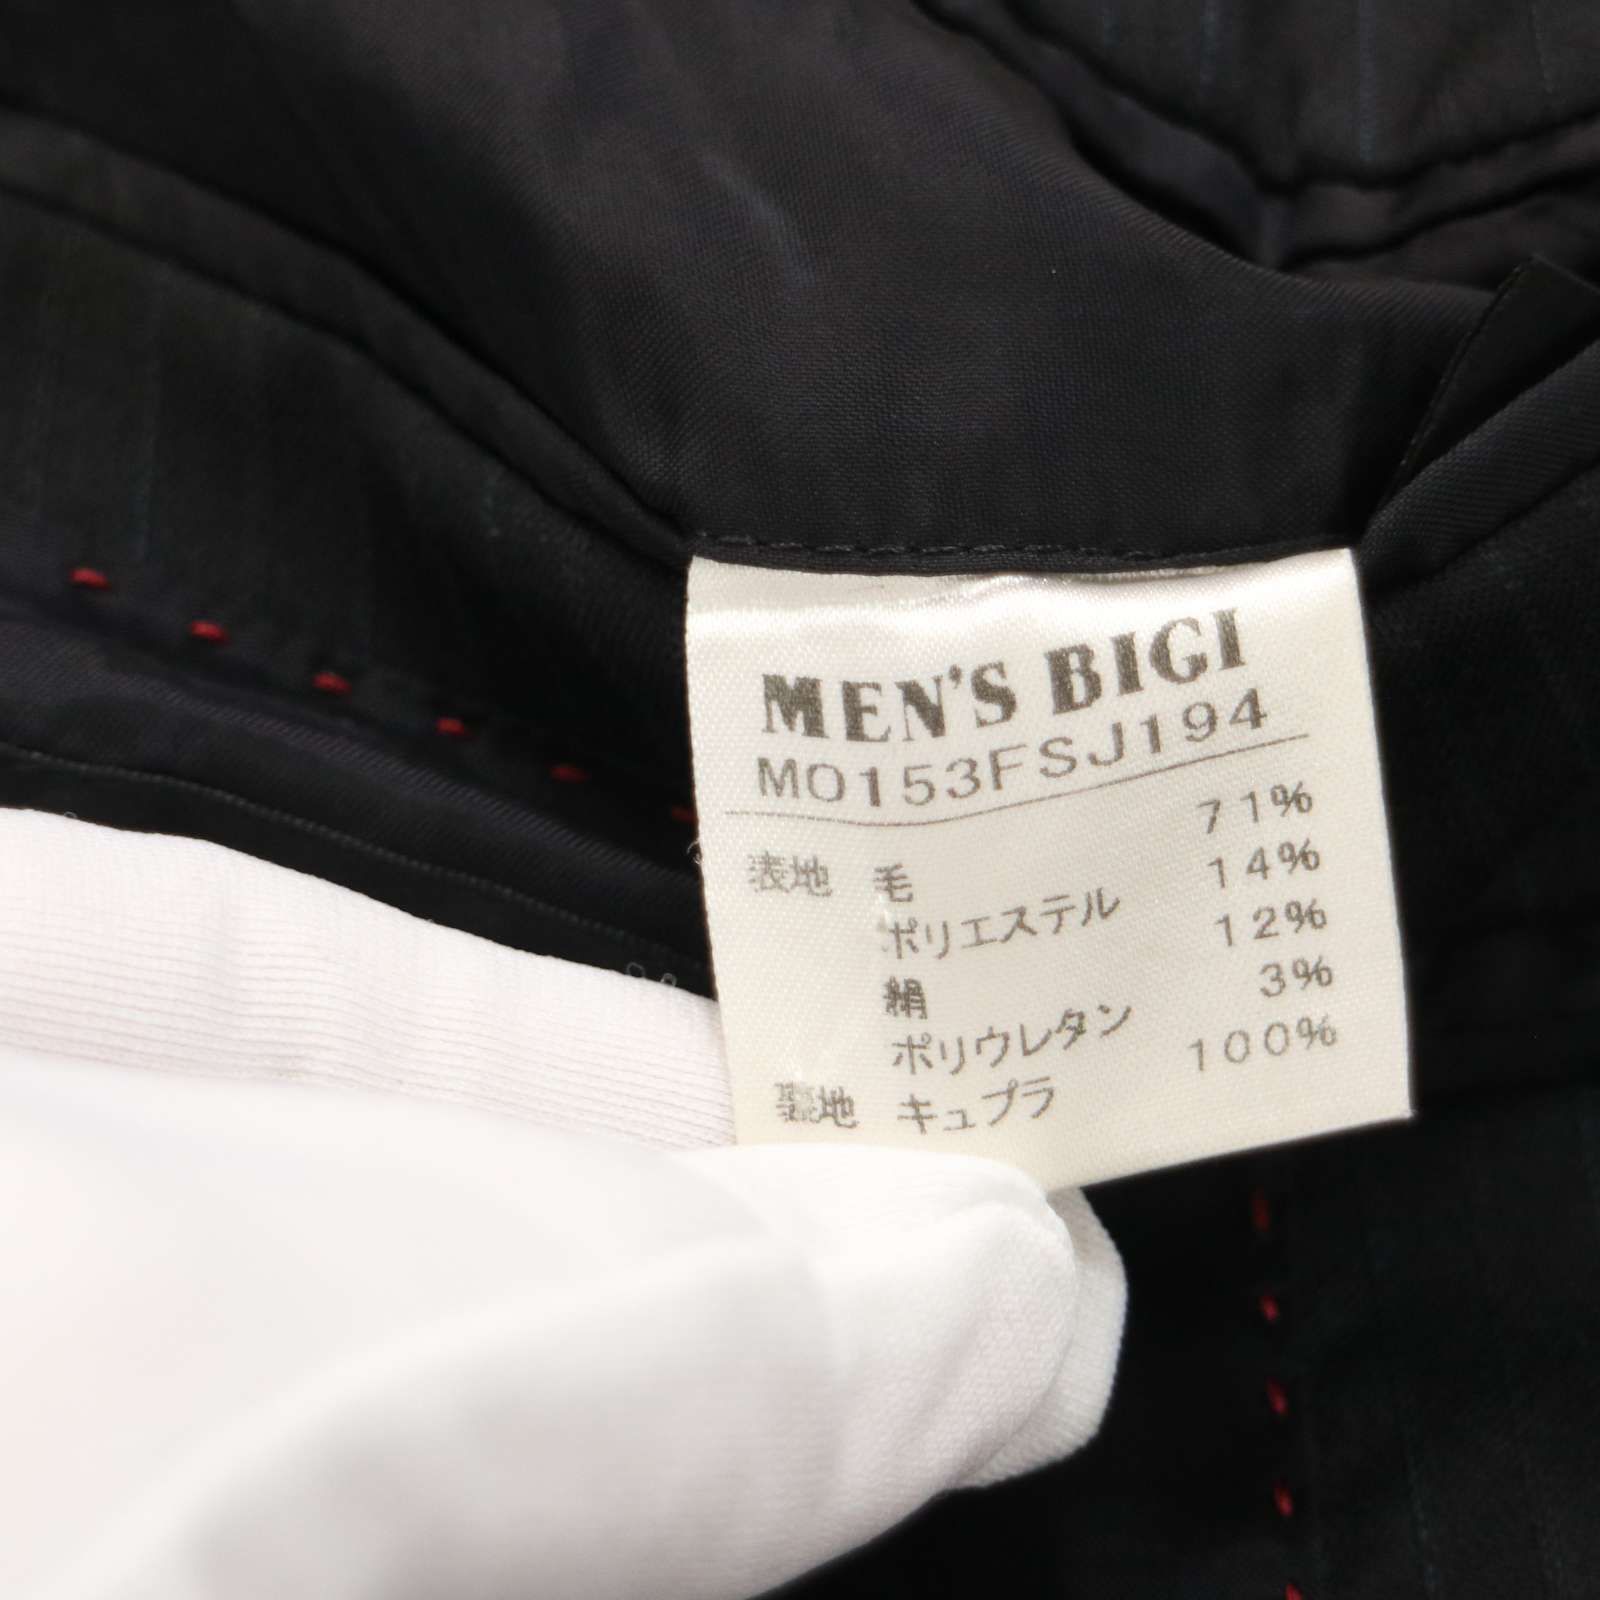 MEN'S BIGI
M0153FSJ194
表地 毛 71%
ポリエステル 14%
絹 12%
ポリウレタン 3%
裏地 キュプラ 100%